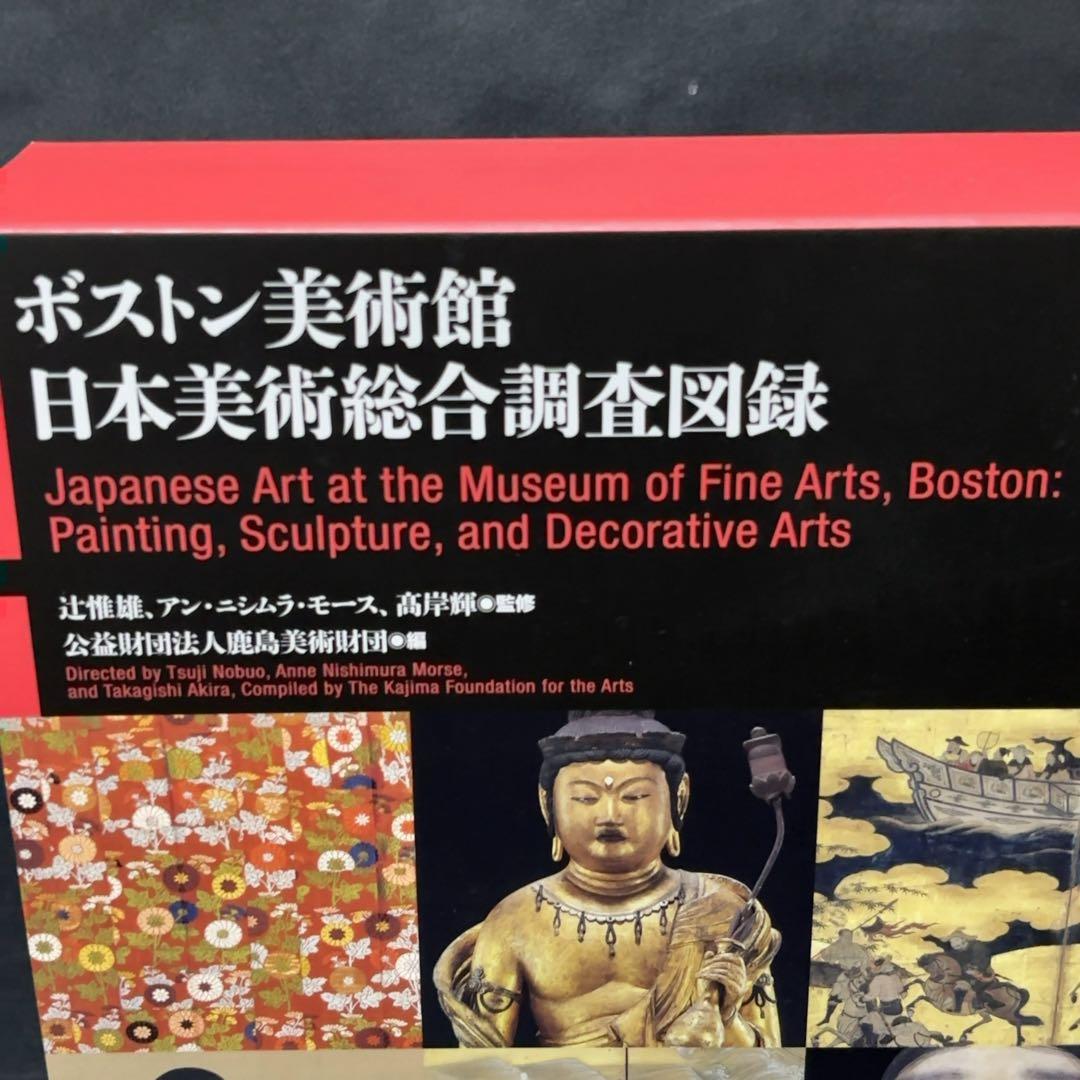 ボストン美術館
日本美術総合調査図録
Japanese Art at the Museum of Fine Arts, Boston:
Painting, Sculpture, and Decorative Arts
辻惟雄、アン・ニシムラ・モース、髙岸輝◉監修
公益財団法人鹿島美術財団◉編
Directed by Tsuji Nobuo, Anne Nishimura Morse,
and Takagishi Akira, Compiled by The Kajima Foundation for the Arts